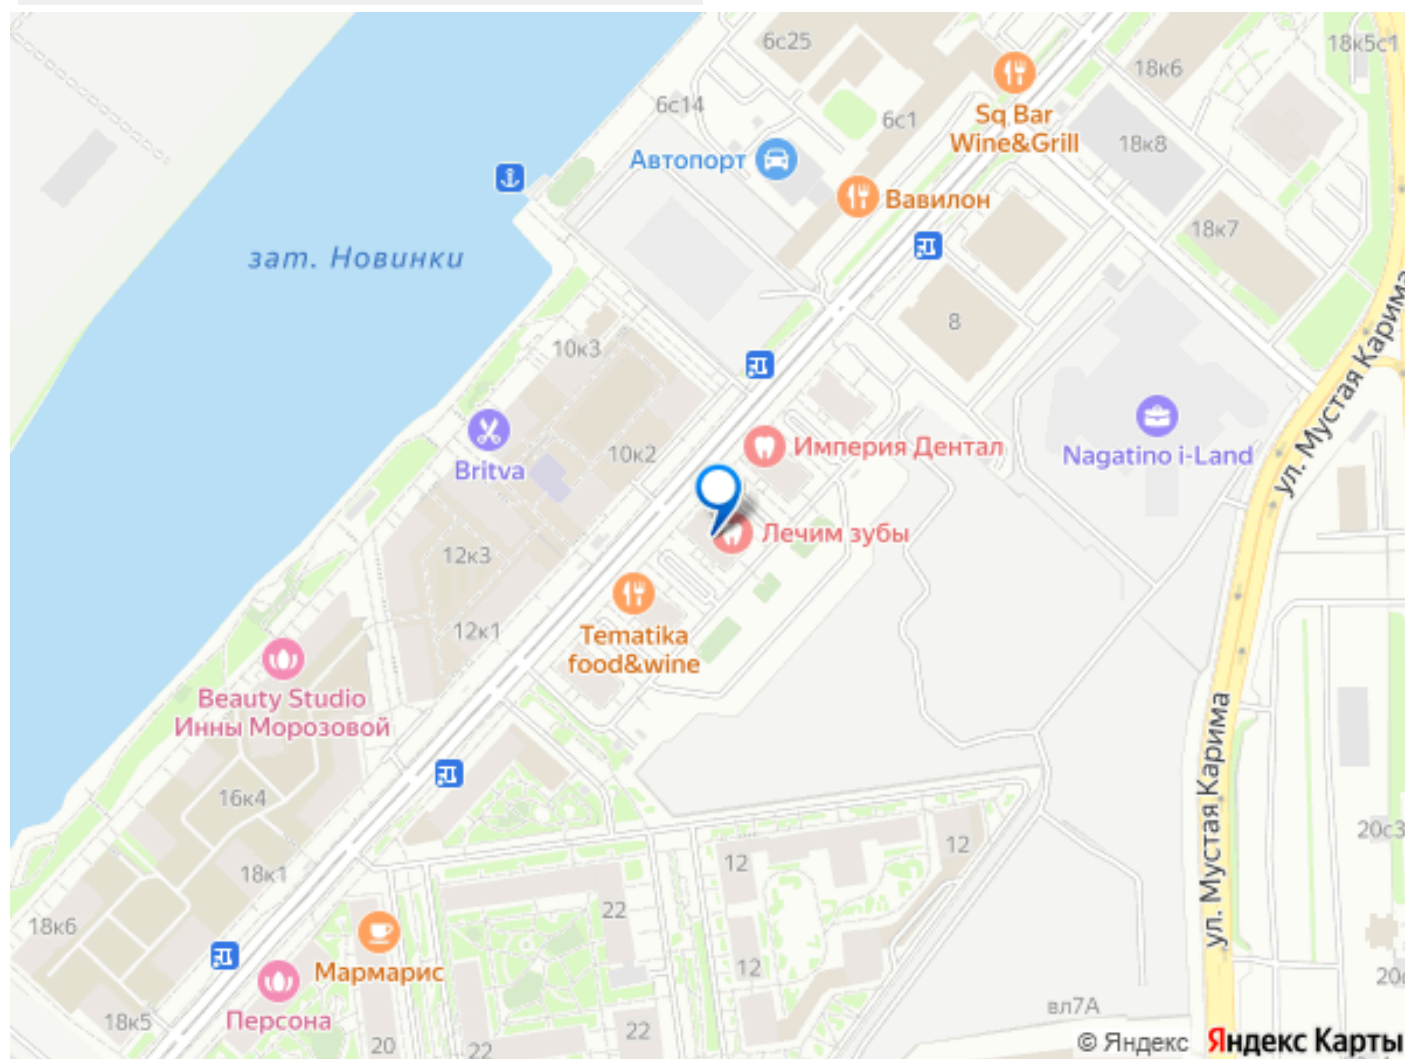 6с25
18к5с1
18к6
6с14
6с1
Sq Bar
Wine&Grill
18к8
Автопорт
Вавилон
18к7
зат. Новинки
8
10к3
ул. Мустая Карима
10к2
Империя Дентал
Britva
Nagatino i-Land
12к3
Лечим зубы
12к1
Tematika
food&wine
Beauty Studio
Инны Морозовой
ул. Мустая Карима
16к4
20с3
12
12
18к1
22
18к6
Мармарис
12
20
вл7А
18к5
Персона
22
20
22
© Яндекс Яндекс Карты